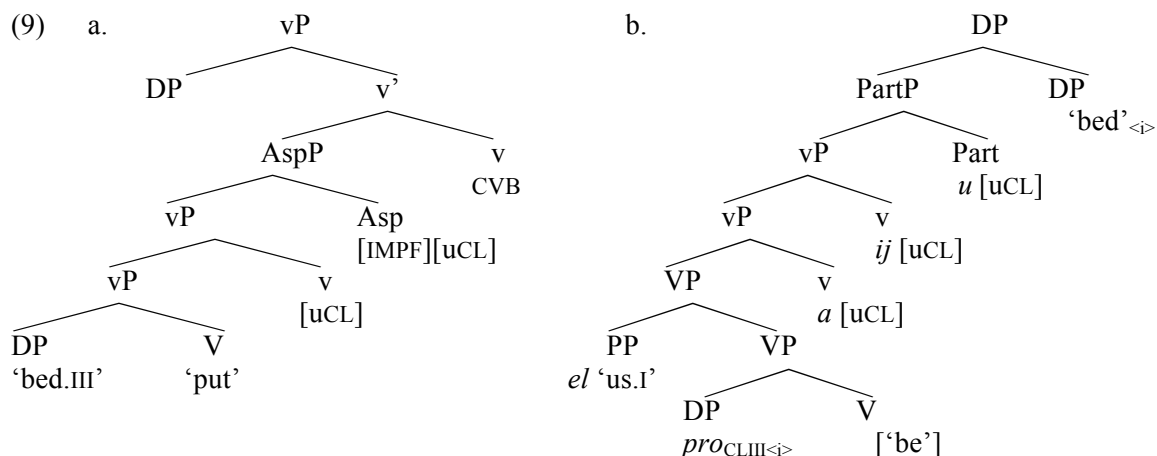 (9) a. vP b. DP
DP v’ PartP DP
‘bed’<i>
AspP v vP Part
CVB u [uCL]
vP Asp vP v
[IMPF][uCL] ij [uCL]
vP v VP v
[uCL] a [uCL]
DP V PP VP
‘bed.III’ ‘put’ el ‘us.I’
DP V
proCLIII<i> [‘be’]